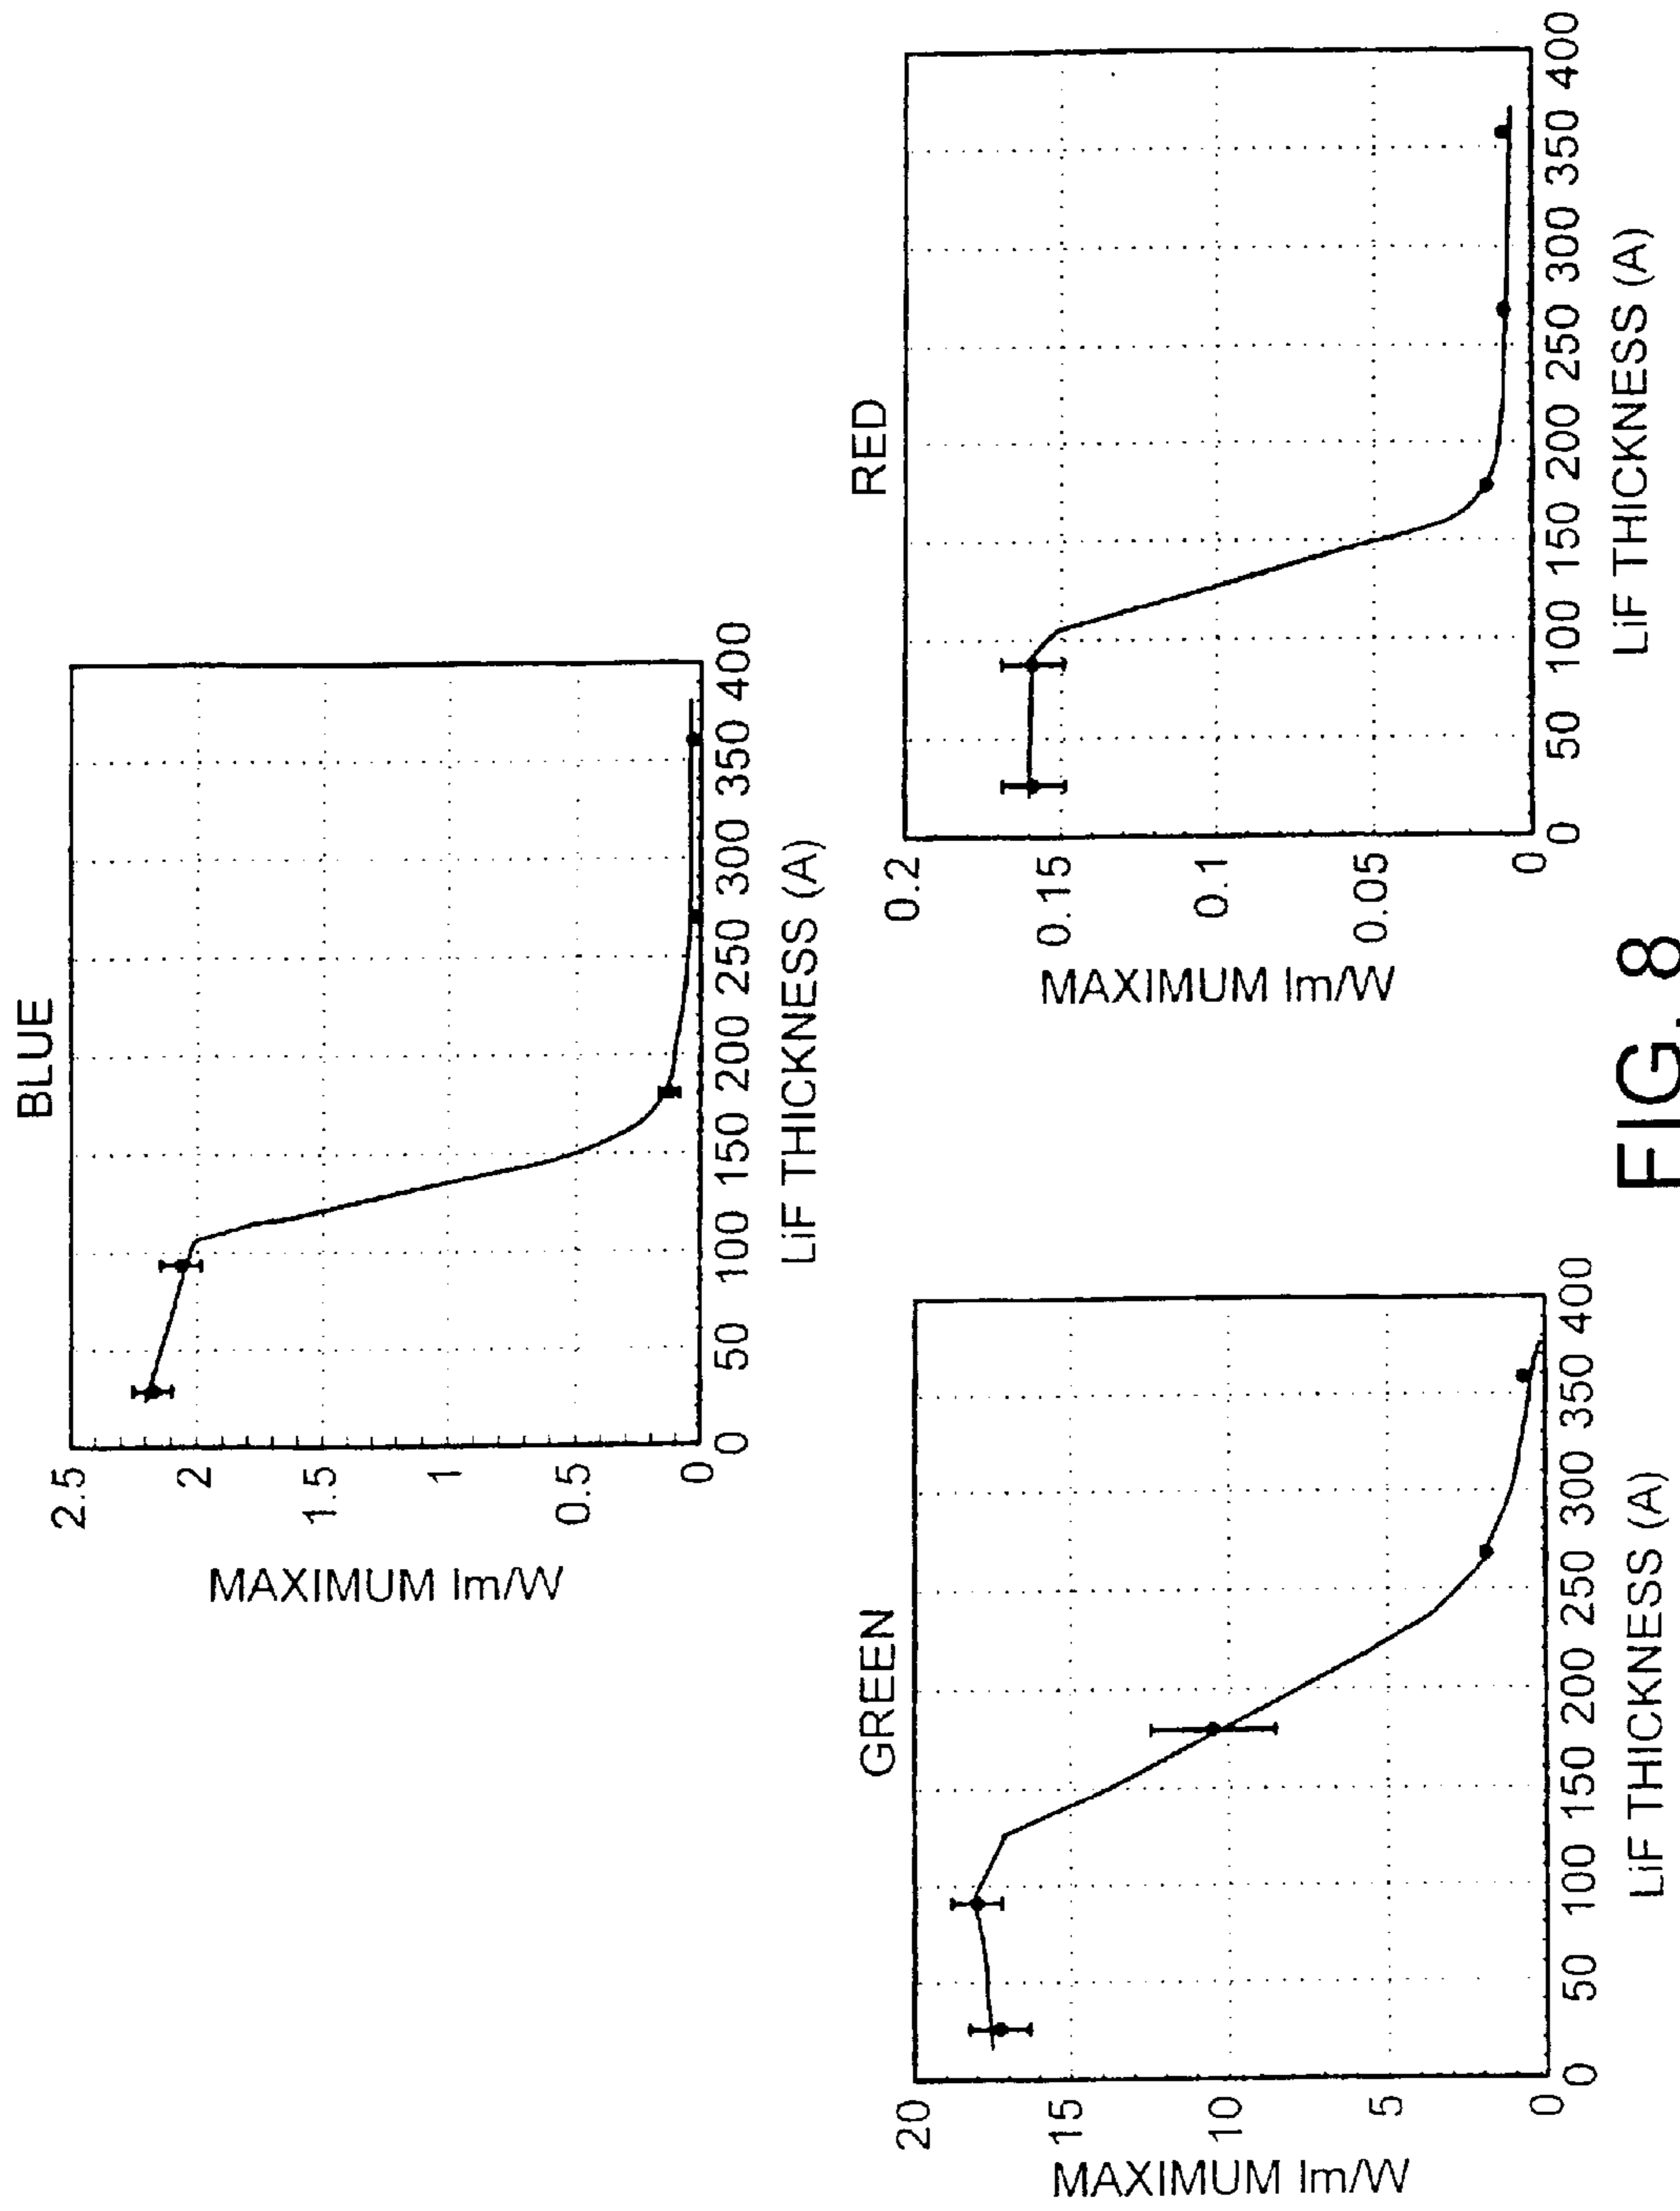 BLUE
2.5
2
1.5
1
0.5
0
MAXIMUM lm/W
0 50 100 150 200 250 300 350 400
LiF THICKNESS (A)
GREEN
20
15
10
5
0
MAXIMUM lm/W
0 50 100 150 200 250 300 350 400
LiF THICKNESS (A)
RED
0.2
0.15
0.1
0.05
0
MAXIMUM lm/W
0 50 100 150 200 250 300 350 400
LiF THICKNESS (A)
FIG. 8